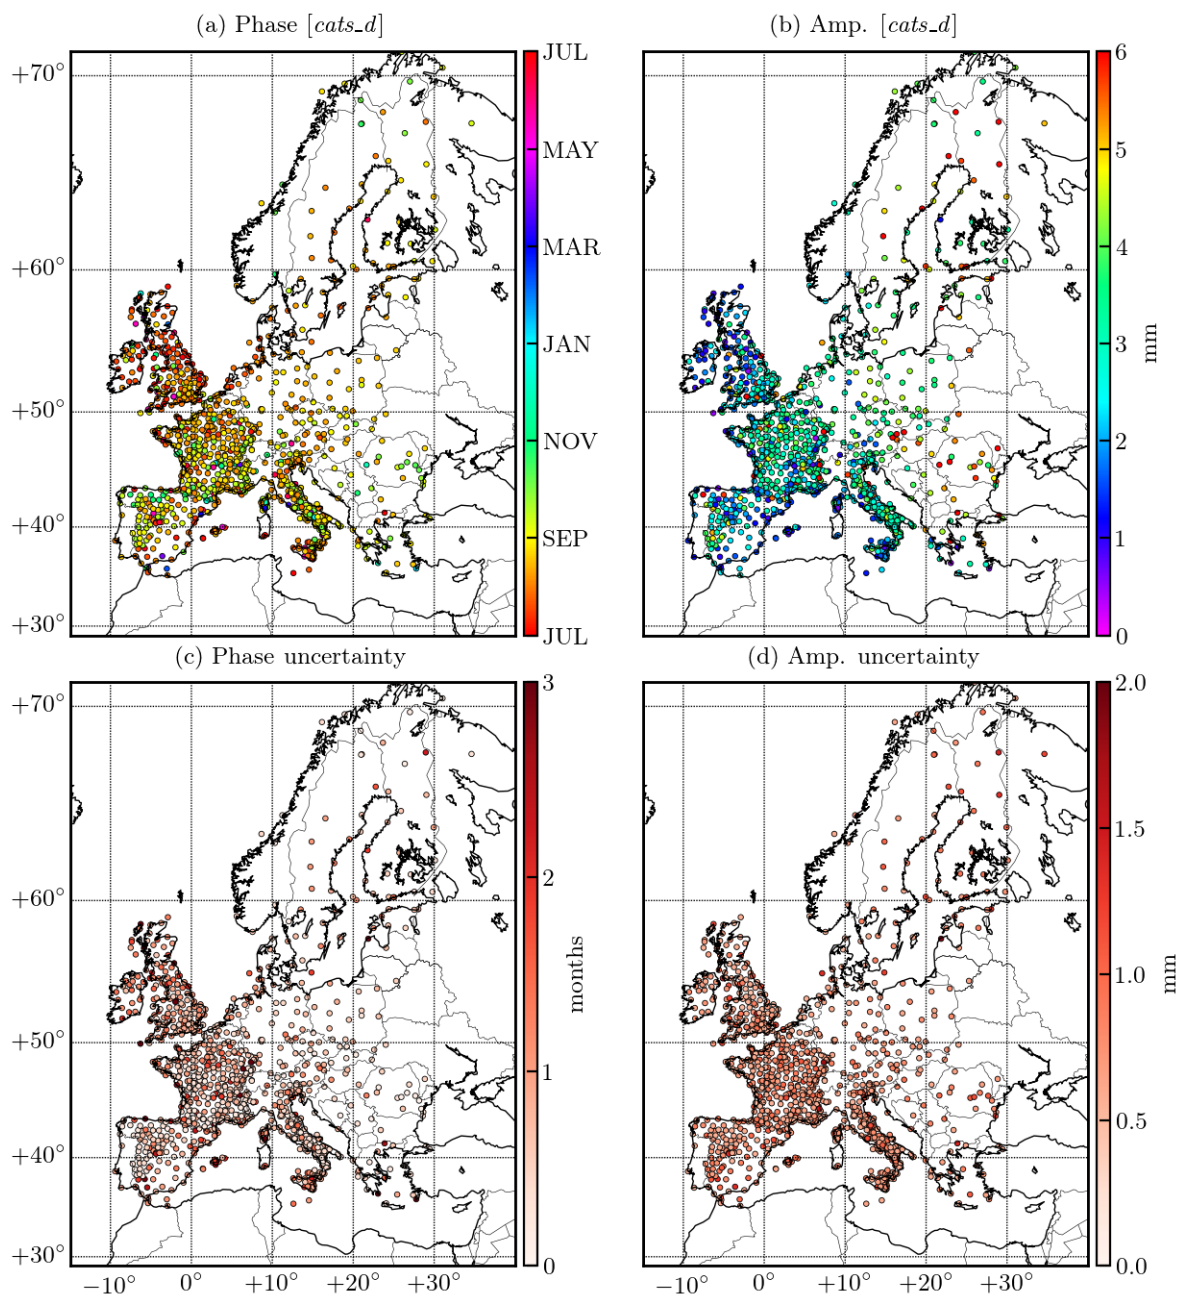 (a) Phase [cats_d]
(b) Amp. [cats_d]
+70°
+60°
+50°
+40°
+30°
JUL
MAY
MAR
JAN
NOV
SEP
JUL
6
5
4
3
2
1
0
mm
(c) Phase uncertainty
(d) Amp. uncertainty
+70°
+60°
+50°
+40°
+30°
3
2
1
0
months
2.0
1.5
1.0
0.5
0.0
mm
−10° 0° +10° +20° +30°
−10° 0° +10° +20° +30°